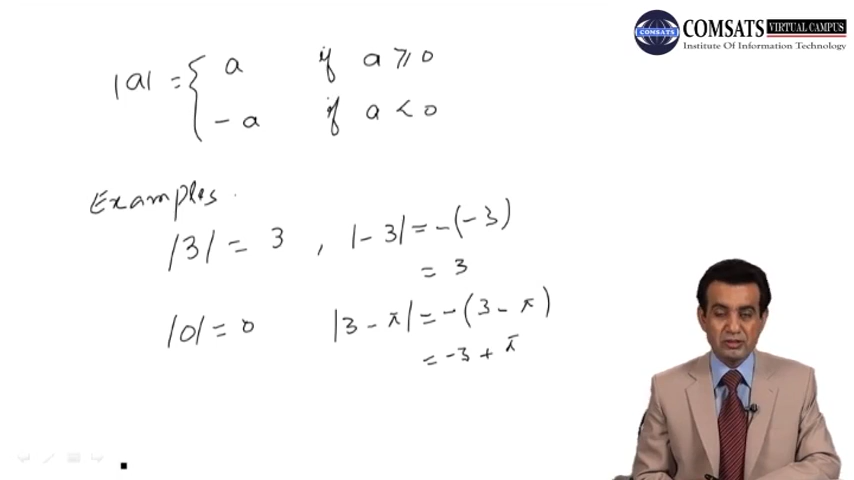 COMSATS
COMSATS VIRTUAL CAMPUS
Institute Of Information Technology
|a| = { a if a ≥ 0
- a if a < 0
Examples.
|3| = 3 , |-3| = -(-3)
= 3
|0| = 0 |3 - π| = -(3 - π)
= -3 + π